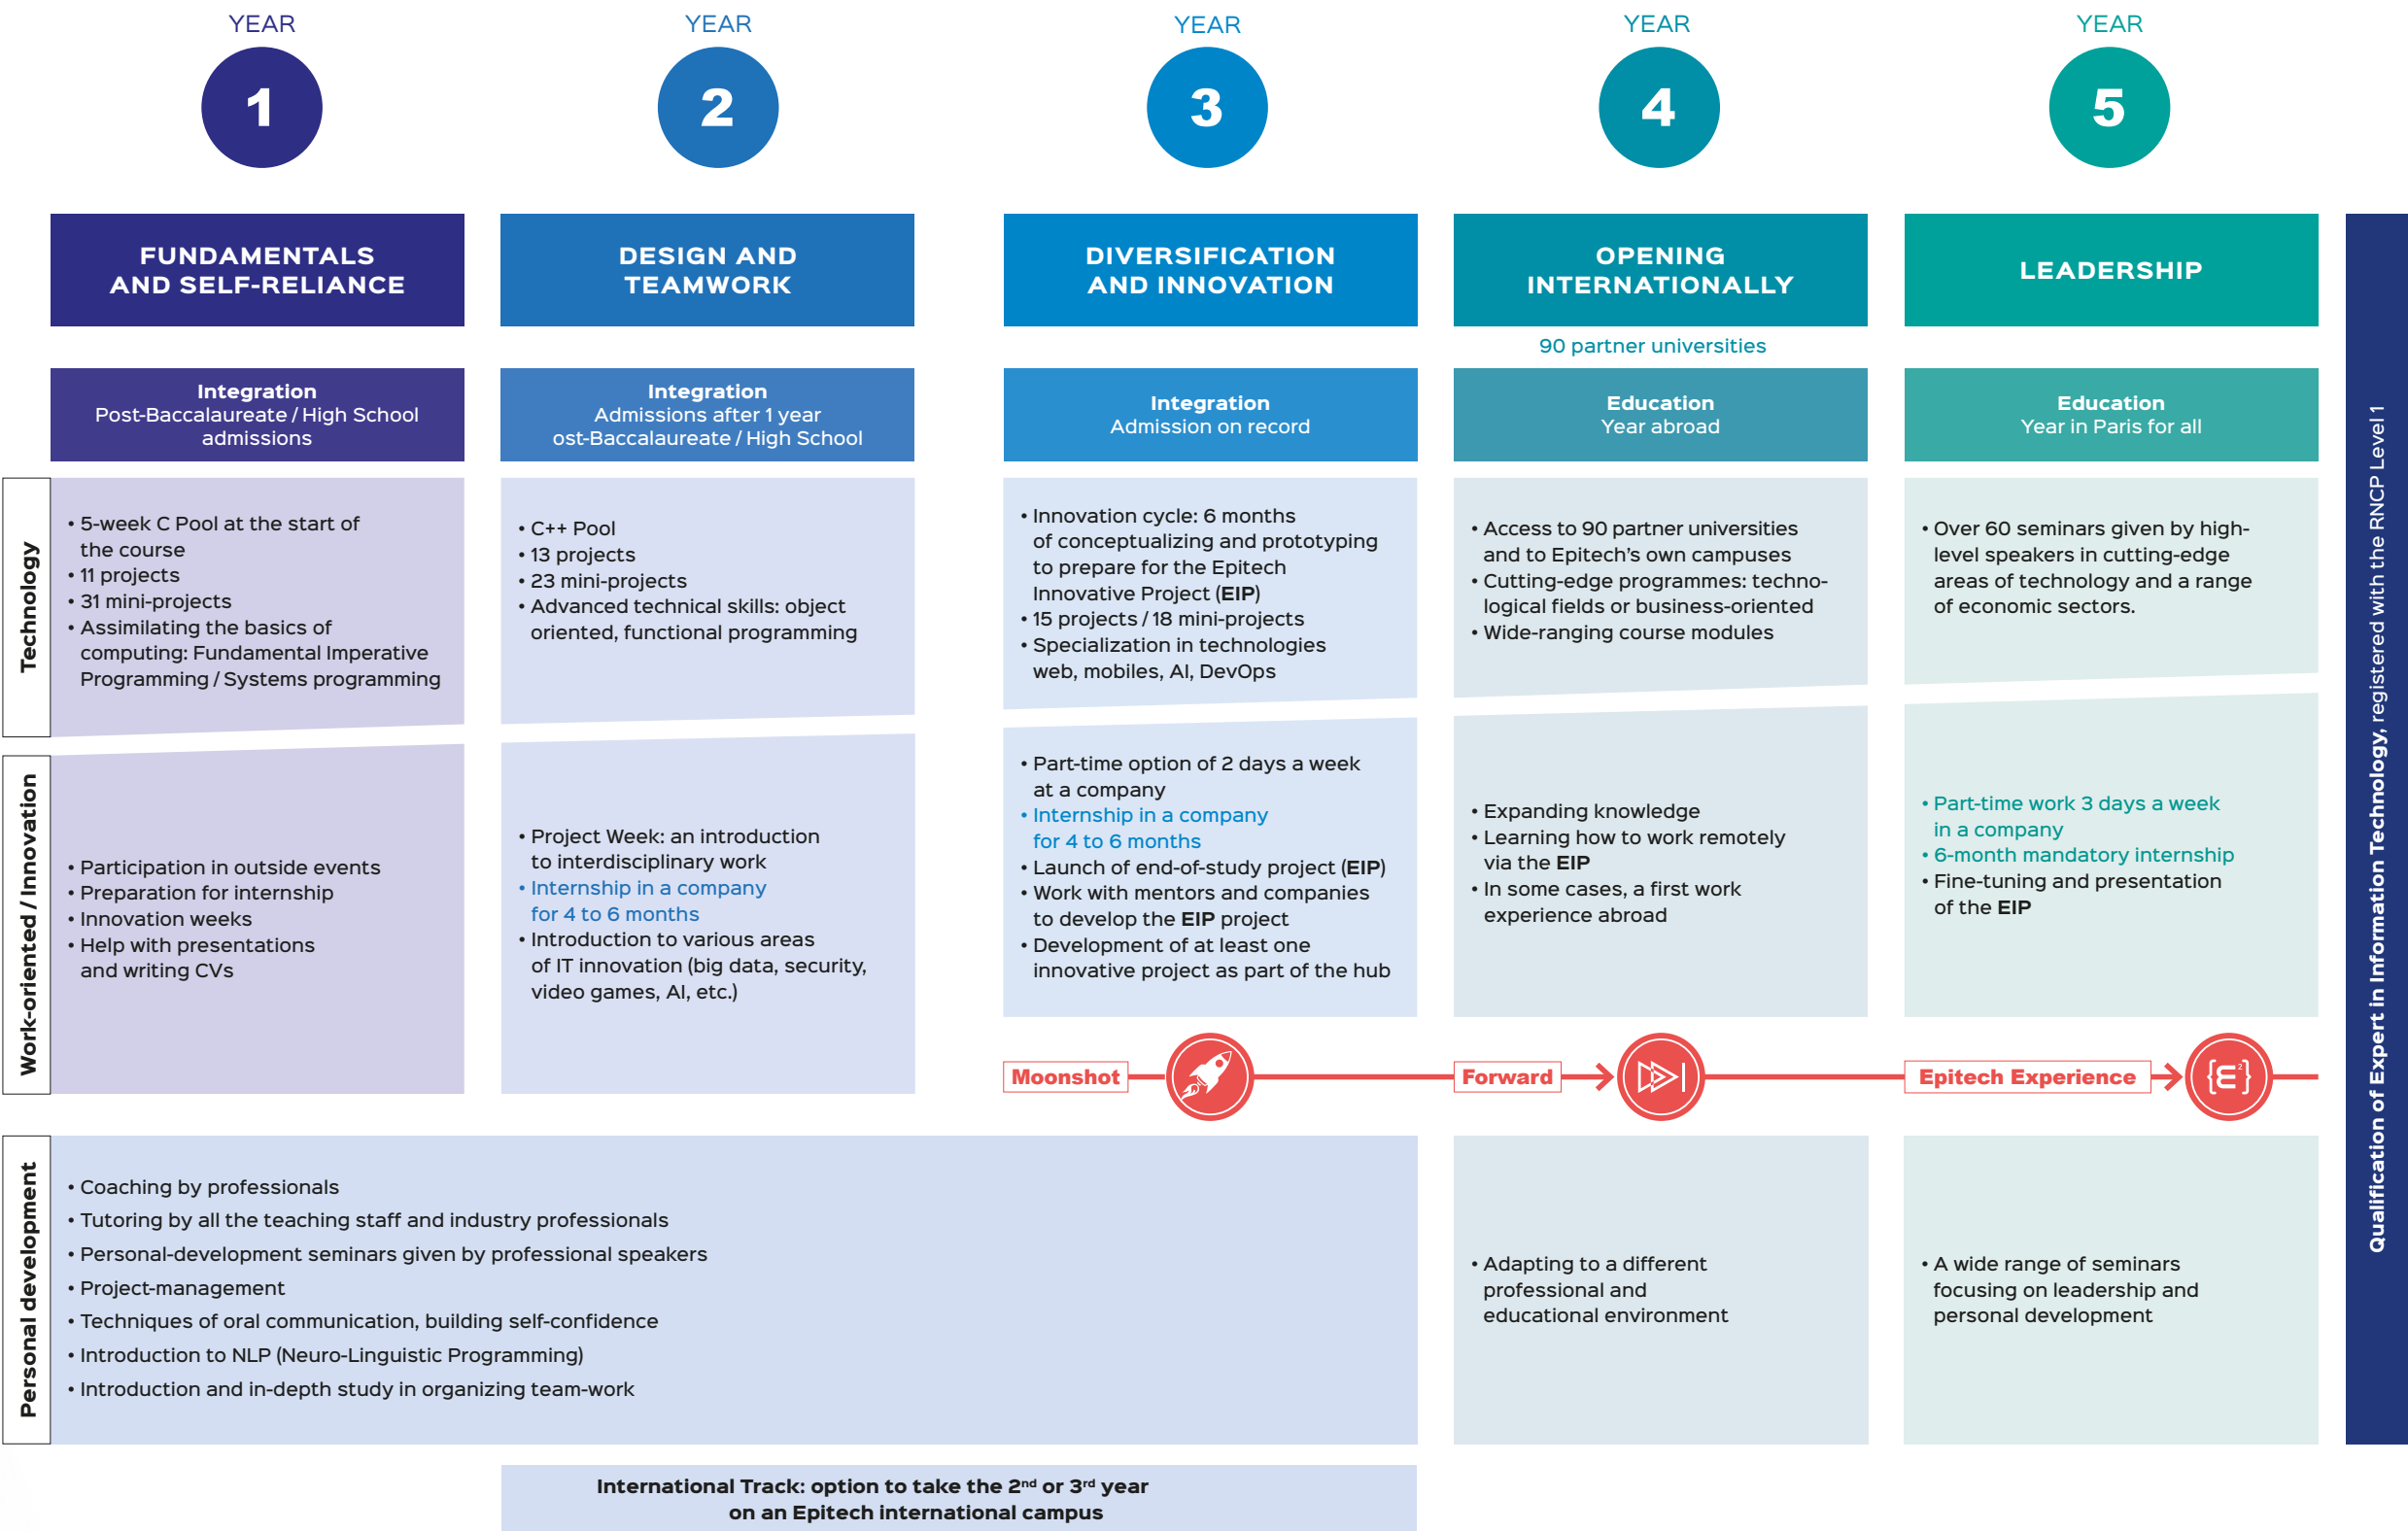 YEAR
1
YEAR
2
YEAR
3
YEAR
4
YEAR
5
FUNDAMENTALS
AND SELF-RELIANCE
DESIGN AND
TEAMWORK
DIVERSIFICATION
AND INNOVATION
OPENING
INTERNATIONALLY
LEADERSHIP
90 partner universities
Integration
Post-Baccalaureate / High School
admissions
Integration
Admissions after 1 year
ost-Baccalaureate / High School
Integration
Admission on record
Education
Year abroad
Education
Year in Paris for all
Technology
• 5-week C Pool at the start of
the course
• 11 projects
• 31 mini-projects
• Assimilating the basics of
computing: Fundamental Imperative
Programming / Systems programming
• C++ Pool
• 13 projects
• 23 mini-projects
• Advanced technical skills: object
oriented, functional programming
• Innovation cycle: 6 months
of conceptualizing and prototyping
to prepare for the Epitech
Innovative Project (EIP)
• 15 projects / 18 mini-projects
• Specialization in technologies
web, mobiles, AI, DevOps
• Access to 90 partner universities
and to Epitech's own campuses
• Cutting-edge programmes: techno-
logical fields or business-oriented
• Wide-ranging course modules
• Over 60 seminars given by high-
level speakers in cutting-edge
areas of technology and a range
of economic sectors.
Work-oriented / Innovation
• Participation in outside events
• Preparation for internship
• Innovation weeks
• Help with presentations
and writing CVs
• Project Week: an introduction
to interdisciplinary work
• Internship in a company
for 4 to 6 months
• Introduction to various areas
of IT innovation (big data, security,
video games, AI, etc.)
• Part-time option of 2 days a week
at a company
• Internship in a company
for 4 to 6 months
• Launch of end-of-study project (EIP)
• Work with mentors and companies
to develop the EIP project
• Development of at least one
innovative project as part of the hub
• Expanding knowledge
• Learning how to work remotely
via the EIP
• In some cases, a first work
experience abroad
• Part-time work 3 days a week
in a company
• 6-month mandatory internship
• Fine-tuning and presentation
of the EIP
Moonshot
Forward
Epitech Experience
{ε²}
Personal development
• Coaching by professionals
• Tutoring by all the teaching staff and industry professionals
• Personal-development seminars given by professional speakers
• Project-management
• Techniques of oral communication, building self-confidence
• Introduction to NLP (Neuro-Linguistic Programming)
• Introduction and in-depth study in organizing team-work
• Adapting to a different
professional and
educational environment
• A wide range of seminars
focusing on leadership and
personal development
International Track: option to take the 2nd or 3rd year
on an Epitech international campus
Qualification of Expert in Information Technology, registered with the RNCP Level 1